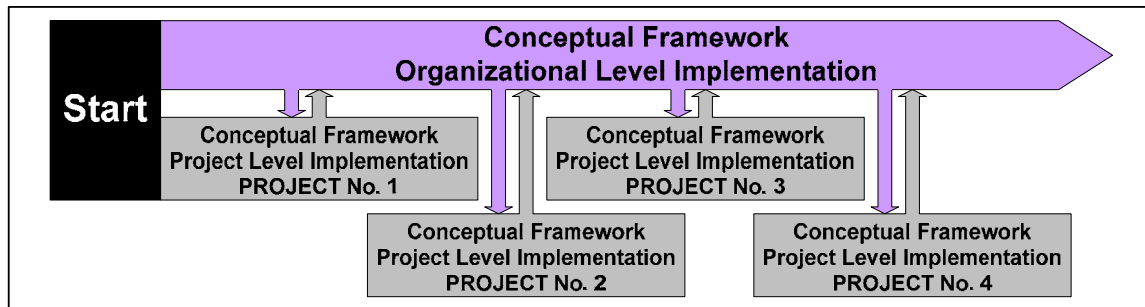 Start
Conceptual Framework
Organizational Level Implementation
Conceptual Framework
Project Level Implementation
PROJECT No. 1
Conceptual Framework
Project Level Implementation
PROJECT No. 2
Conceptual Framework
Project Level Implementation
PROJECT No. 3
Conceptual Framework
Project Level Implementation
PROJECT No. 4